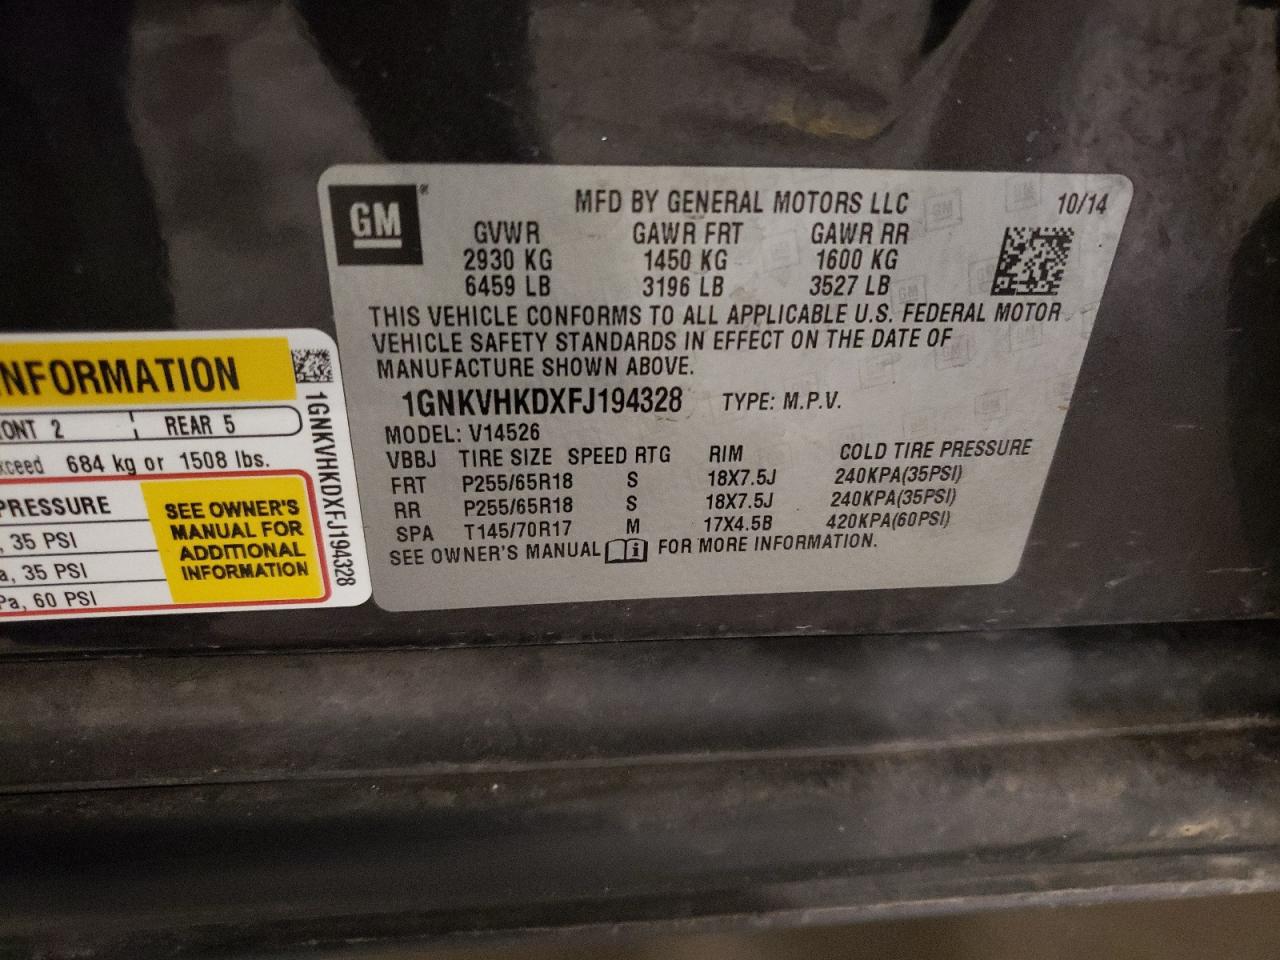 GM
MFD BY GENERAL MOTORS LLC 10/14
GVWR GAWR FRT GAWR RR
2930 KG 1450 KG 1600 KG
6459 LB 3196 LB 3527 LB
THIS VEHICLE CONFORMS TO ALL APPLICABLE U.S. FEDERAL MOTOR
VEHICLE SAFETY STANDARDS IN EFFECT ON THE DATE OF
MANUFACTURE SHOWN ABOVE.
1GNKVHKDXFJ194328 TYPE: M.P.V.
MODEL: V14526
VBBJ TIRE SIZE SPEED RTG RIM COLD TIRE PRESSURE
FRT P255/65R18 S 18X7.5J 240KPA(35PSI)
RR P255/65R18 S 18X7.5J 240KPA(35PSI)
SPA T145/70R17 M 17X4.5B 420KPA(60PSI)
SEE OWNER'S MANUAL i FOR MORE INFORMATION.
NFORMATION
ONT 2 REAR 5
xceed 684 kg or 1508 lbs.
PRESSURE
, 35 PSI
a, 35 PSI
Pa, 60 PSI
SEE OWNER'S
MANUAL FOR
ADDITIONAL
INFORMATION
1GNKVHKDXFJ194328